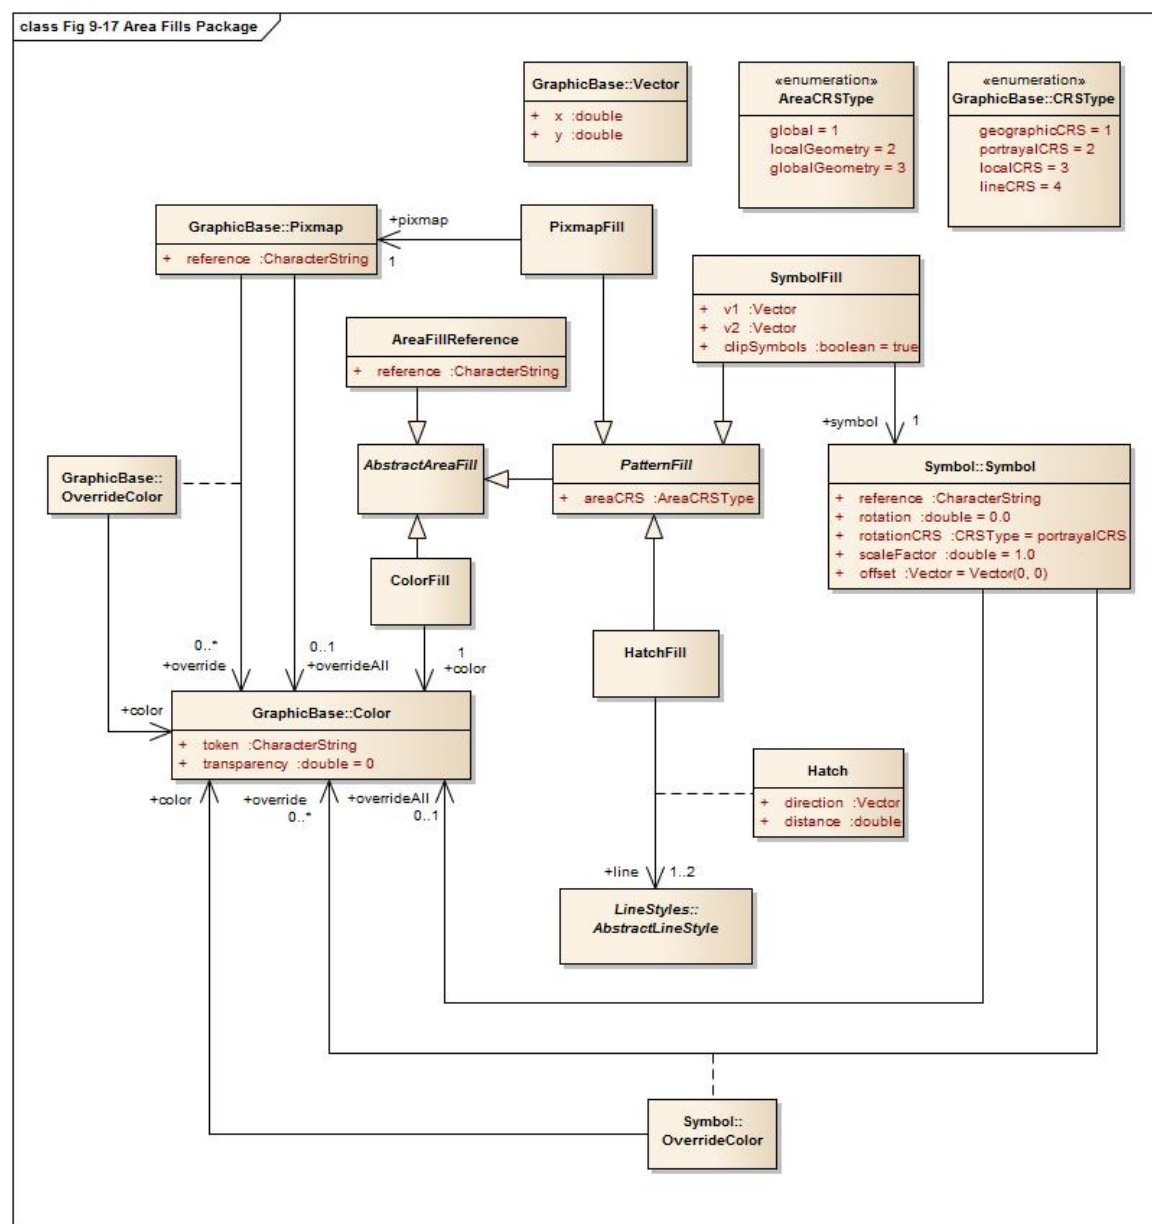 class Fig 9-17 Area Fills Package
GraphicBase::Vector
+ x :double
+ y :double
«enumeration»
AreaCRSType
global = 1
localGeometry = 2
globalGeometry = 3
«enumeration»
GraphicBase::CRSType
geographicCRS = 1
portrayalCRS = 2
localCRS = 3
lineCRS = 4
GraphicBase::Pixmap
+ reference :CharacterString
+pixmap
1
PixmapFill
SymbolFill
+ v1 :Vector
+ v2 :Vector
+ clipSymbols :boolean = true
AreaFillReference
+ reference :CharacterString
+symbol
1
GraphicBase::
OverrideColor
AbstractAreaFill
PatternFill
+ areaCRS :AreaCRSType
Symbol::Symbol
+ reference :CharacterString
+ rotation :double = 0.0
+ rotationCRS :CRSType = portrayalCRS
+ scaleFactor :double = 1.0
+ offset :Vector = Vector(0, 0)
ColorFill
HatchFill
0..*
+override
0..1
+overrideAll
1
+color
+color
GraphicBase::Color
+ token :CharacterString
+ transparency :double = 0
+color
+override
0..*
+overrideAll
0..1
Hatch
+ direction :Vector
+ distance :double
+line
1..2
LineStyles::
AbstractLineStyle
Symbol::
OverrideColor